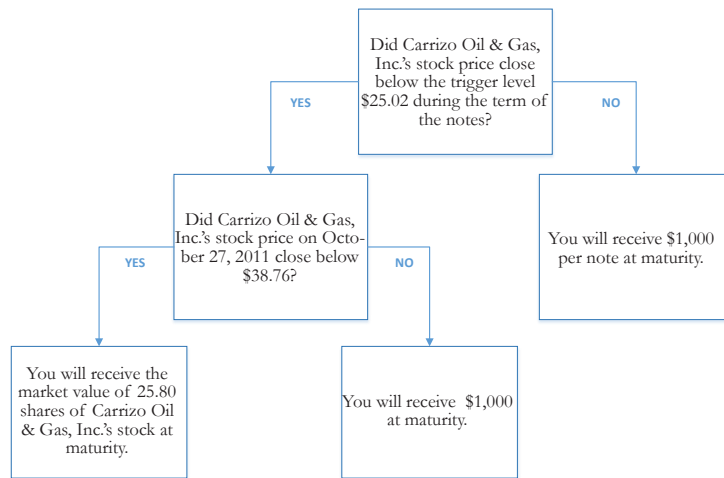 Did Carrizo Oil & Gas,
Inc.'s stock price close
below the trigger level
$25.02 during the term of
the notes?
YES
NO
Did Carrizo Oil & Gas,
Inc.'s stock price on Octo-
ber 27, 2011 close below
$38.76?
You will receive $1,000
per note at maturity.
YES
NO
You will receive the
market value of 25.80
shares of Carrizo Oil
& Gas, Inc.'s stock at
maturity.
You will receive $1,000
at maturity.